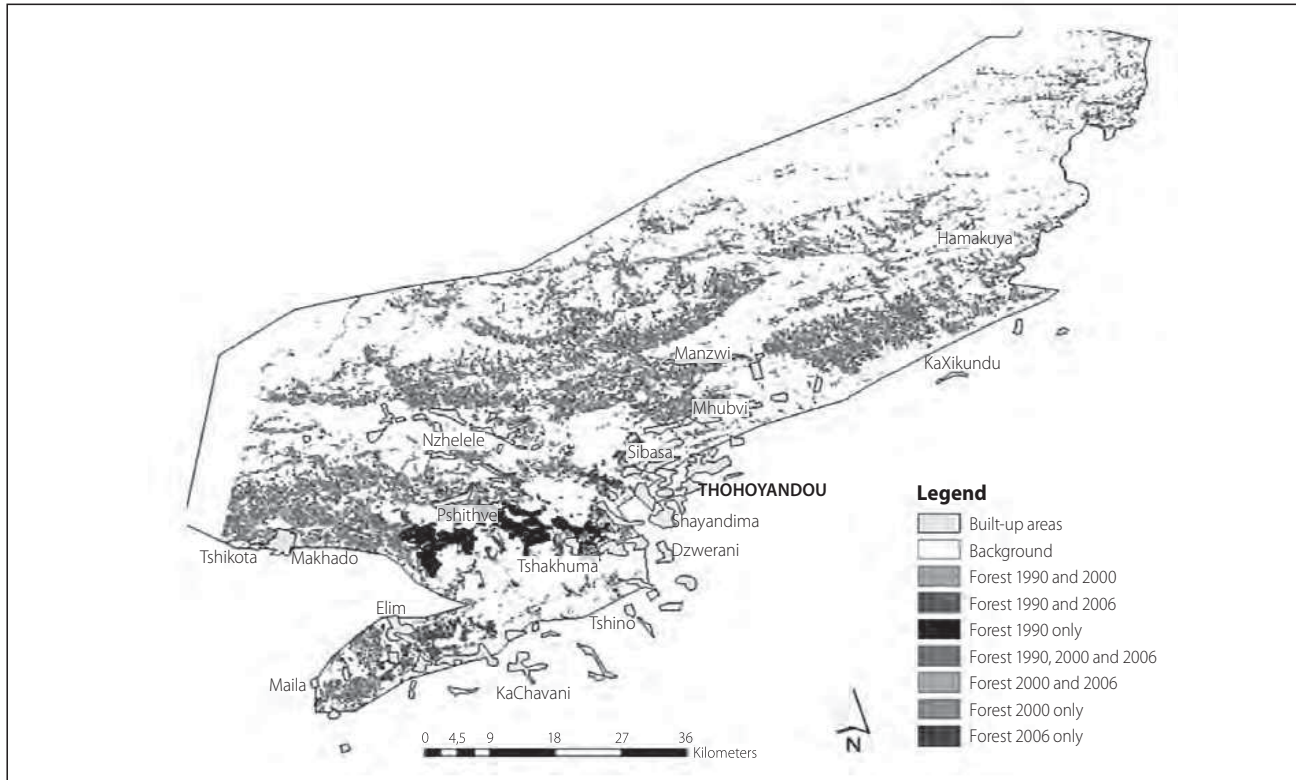 Hamakuya
Manzwi
KaXikundu
Mhubvi
Nzhelele
Sibasa
THOHOYANDOU
Pshithve
Shayandima
Tshikota
Makhado
Tshakhuma
Dzwerani
Elim
Tshino
Maila
KaChavani
0 4,5 9 18 27 36
Kilometers
N
Legend
Built-up areas
Background
Forest 1990 and 2000
Forest 1990 and 2006
Forest 1990 only
Forest 1990, 2000 and 2006
Forest 2000 and 2006
Forest 2000 only
Forest 2006 only